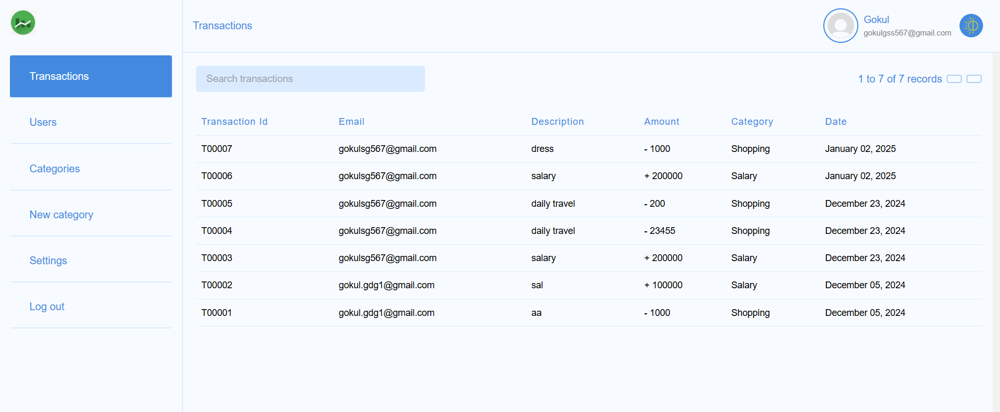 Transactions
Gokul
gokulgss567@gmail.com
Transactions
Users
Categories
New category
Settings
Log out
Search transactions
1 to 7 of 7 records
Transaction Id Email Description Amount Category Date
T00007 gokulsg567@gmail.com dress - 1000 Shopping January 02, 2025
T00006 gokulsg567@gmail.com salary + 200000 Salary January 02, 2025
T00005 gokulsg567@gmail.com daily travel - 200 Shopping December 23, 2024
T00004 gokulsg567@gmail.com daily travel - 23455 Shopping December 23, 2024
T00003 gokulsg567@gmail.com salary + 200000 Salary December 23, 2024
T00002 gokul.gdg1@gmail.com sal + 100000 Salary December 05, 2024
T00001 gokul.gdg1@gmail.com aa - 1000 Shopping December 05, 2024